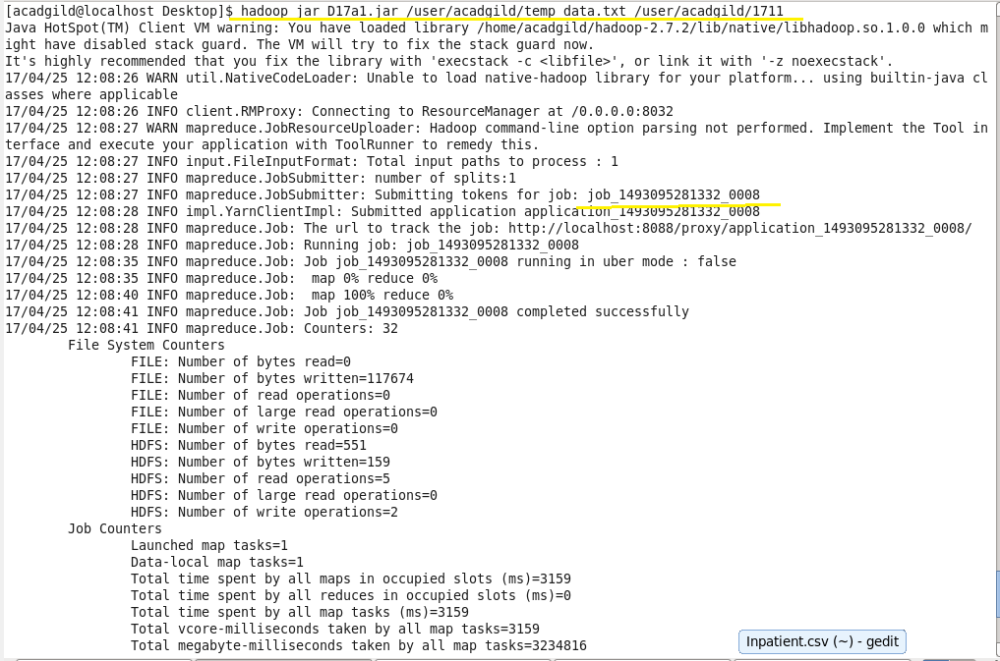 [acadgild@localhost Desktop]$ hadoop jar D17a1.jar /user/acadgild/temp data.txt /user/acadgild/1711
Java HotSpot(TM) Client VM warning: You have loaded library /home/acadgild/hadoop-2.7.2/lib/native/libhadoop.so.1.0.0 which m
ight have disabled stack guard. The VM will try to fix the stack guard now.
It's highly recommended that you fix the library with 'execstack -c <libfile>', or link it with '-z noexecstack'.
17/04/25 12:08:26 WARN util.NativeCodeLoader: Unable to load native-hadoop library for your platform... using builtin-java cl
asses where applicable
17/04/25 12:08:26 INFO client.RMProxy: Connecting to ResourceManager at /0.0.0.0:8032
17/04/25 12:08:27 WARN mapreduce.JobResourceUploader: Hadoop command-line option parsing not performed. Implement the Tool in
terface and execute your application with ToolRunner to remedy this.
17/04/25 12:08:27 INFO input.FileInputFormat: Total input paths to process : 1
17/04/25 12:08:27 INFO mapreduce.JobSubmitter: number of splits:1
17/04/25 12:08:27 INFO mapreduce.JobSubmitter: Submitting tokens for job: job_1493095281332_0008
17/04/25 12:08:28 INFO impl.YarnClientImpl: Submitted application application_1493095281332_0008
17/04/25 12:08:28 INFO mapreduce.Job: The url to track the job: http://localhost:8088/proxy/application_1493095281332_0008/
17/04/25 12:08:28 INFO mapreduce.Job: Running job: job_1493095281332_0008
17/04/25 12:08:35 INFO mapreduce.Job: Job job_1493095281332_0008 running in uber mode : false
17/04/25 12:08:35 INFO mapreduce.Job:  map 0% reduce 0%
17/04/25 12:08:40 INFO mapreduce.Job:  map 100% reduce 0%
17/04/25 12:08:41 INFO mapreduce.Job: Job job_1493095281332_0008 completed successfully
17/04/25 12:08:41 INFO mapreduce.Job: Counters: 32
File System Counters
FILE: Number of bytes read=0
FILE: Number of bytes written=117674
FILE: Number of read operations=0
FILE: Number of large read operations=0
FILE: Number of write operations=0
HDFS: Number of bytes read=551
HDFS: Number of bytes written=159
HDFS: Number of read operations=5
HDFS: Number of large read operations=0
HDFS: Number of write operations=2
Job Counters
Launched map tasks=1
Data-local map tasks=1
Total time spent by all maps in occupied slots (ms)=3159
Total time spent by all reduces in occupied slots (ms)=0
Total time spent by all map tasks (ms)=3159
Total vcore-milliseconds taken by all map tasks=3159
Total megabyte-milliseconds taken by all map tasks=3234816
Inpatient.csv (~) - gedit